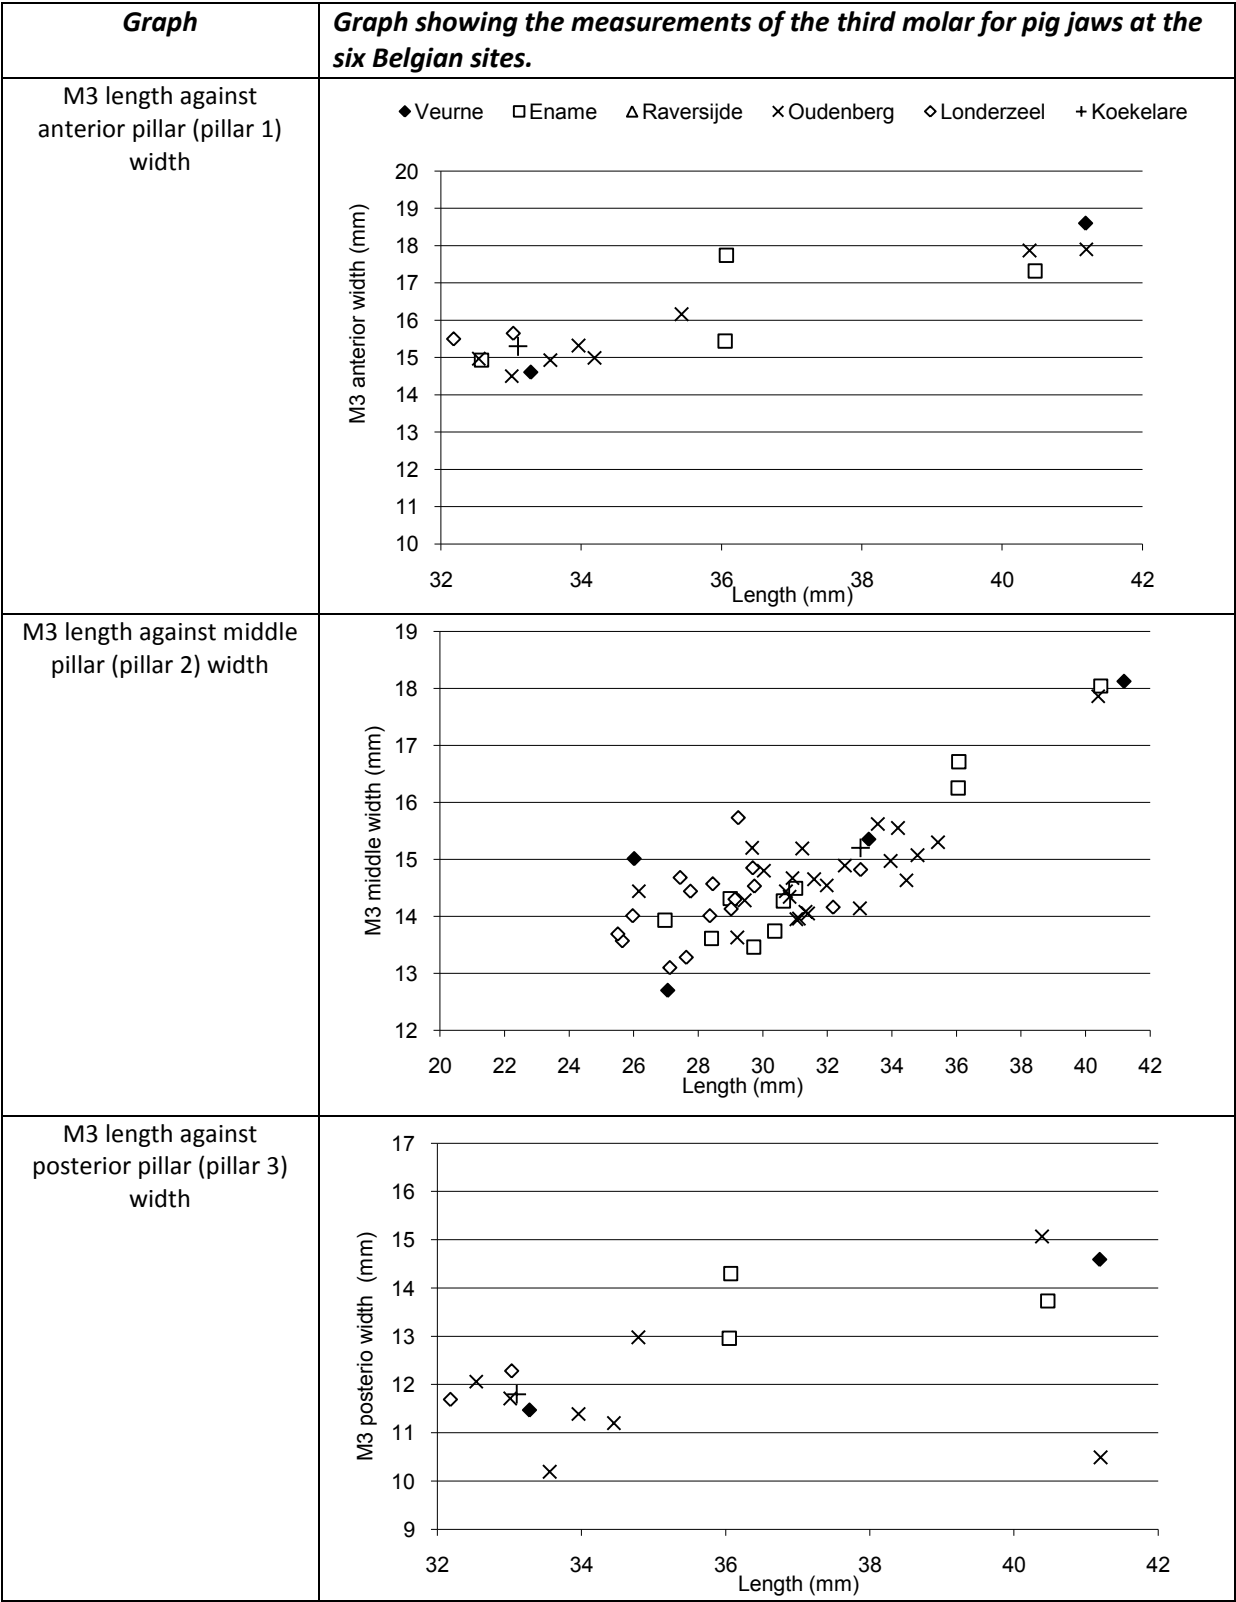 Graph
Graph showing the measurements of the third molar for pig jaws at the
six Belgian sites.
M3 length against
anterior pillar (pillar 1)
width
Veurne Ename Raversijde Oudenberg Londerzeel Koekelare
20
19
18
17
16
15
14
13
12
11
10
M3 anterior width (mm)
32 34 36 38 40 42
Length (mm)
M3 length against middle
pillar (pillar 2) width
19
18
17
16
15
14
13
12
M3 middle width (mm)
20 22 24 26 28 30 32 34 36 38 40 42
Length (mm)
M3 length against
posterior pillar (pillar 3)
width
17
16
15
14
13
12
11
10
9
M3 posterio width (mm)
32 34 36 38 40 42
Length (mm)